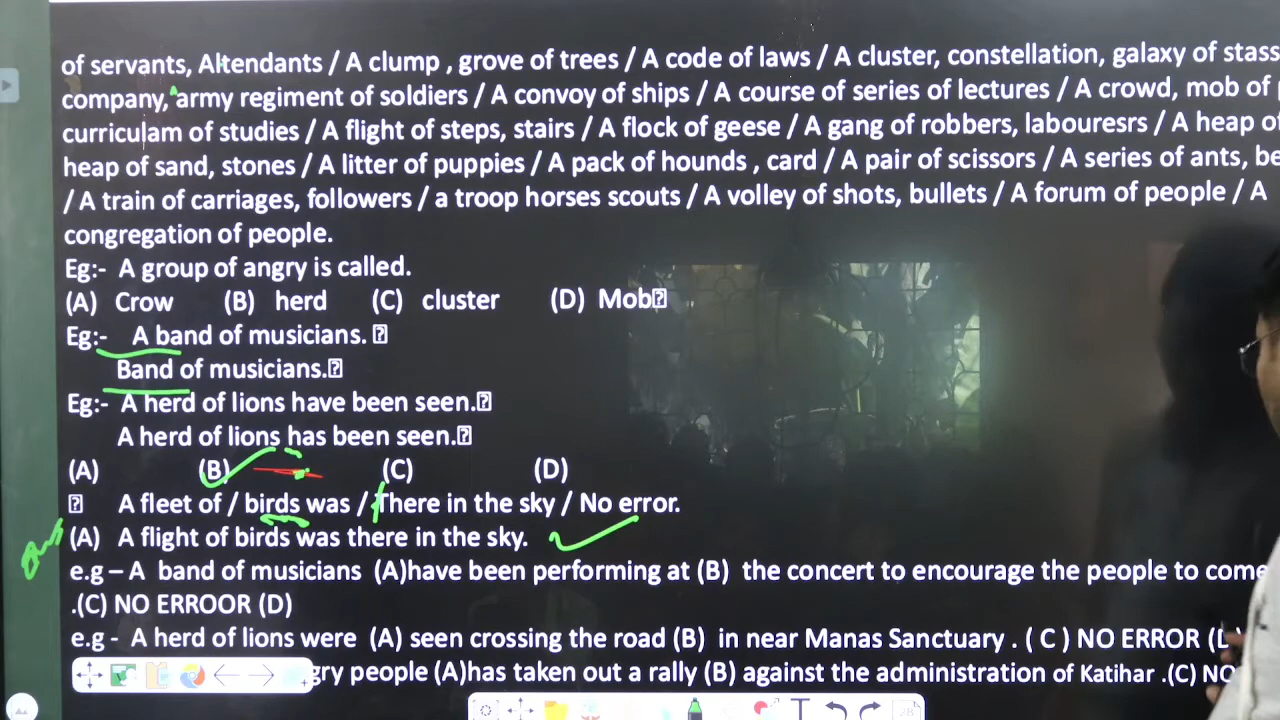 of servants, Altendants / A clump , grove of trees / A code of laws / A cluster, constellation, galaxy of stass
company, army regiment of soldiers / A convoy of ships / A course of series of lectures / A crowd, mob of
curriculam of studies / A flight of steps, stairs / A flock of geese / A gang of robbers, labouresrs / A heap of
heap of sand, stones / A litter of puppies / A pack of hounds , card / A pair of scissors / A series of ants,
/ A train of carriages, followers / a troop horses scouts / A volley of shots, bullets / A forum of people / A
congregation of people.
Eg:- A group of angry is called.
(A) Crow (B) herd (C) cluster (D) Mob
Eg:- A band of musicians.
Band of musicians.
Eg:- A herd of lions have been seen.
A herd of lions has been seen.
(A) (B) (C) (D)
A fleet of / birds was / There in the sky / No error.
Ans (A) A flight of birds was there in the sky.
e.g – A band of musicians (A)have been performing at (B) the concert to encourage the people to come
.(C) NO ERROOR (D)
e.g - A herd of lions were (A) seen crossing the road (B) in near Manas Sanctuary . ( C ) NO ERROR (D)
people (A)has taken out a rally (B) against the administration of Katihar .(C)